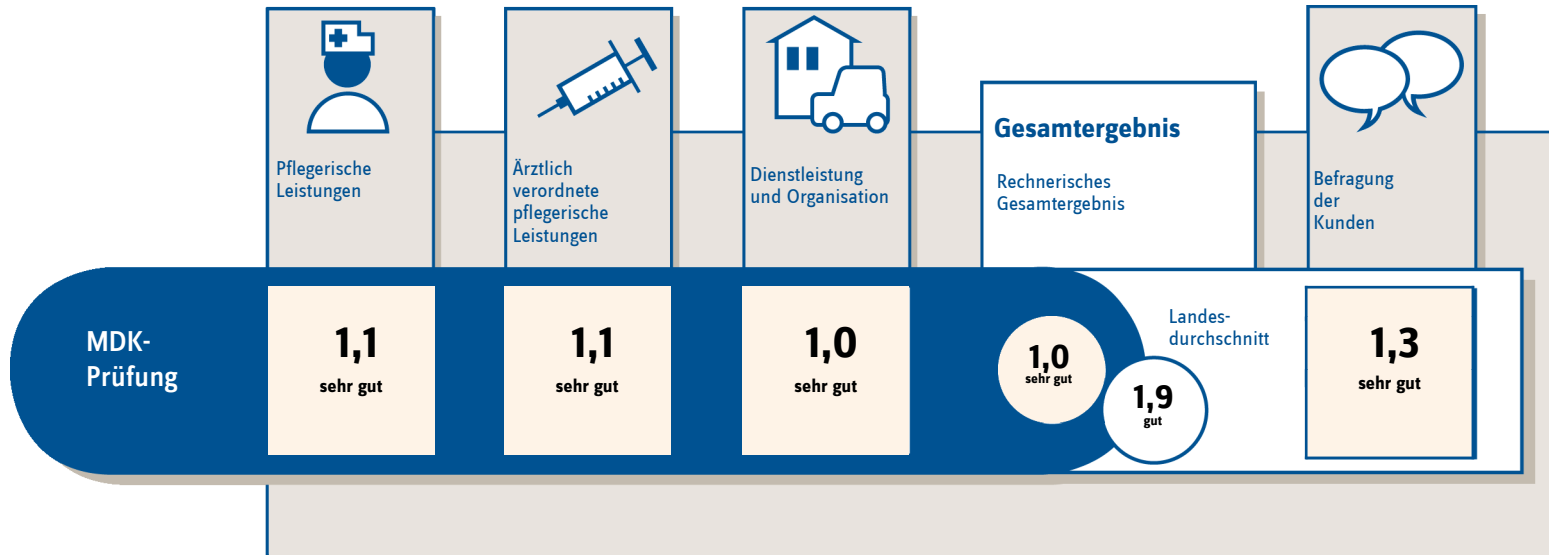 Pflegerische
Leistungen
Ärztlich
verordnete
pflegerische
Leistungen
Dienstleistung
und Organisation
Gesamtergebnis
Rechnerisches
Gesamtergebnis
Befragung
der
Kunden
MDK-
Prüfung
1,1
sehr gut
1,1
sehr gut
1,0
sehr gut
1,0
sehr gut
Landes-
durchschnitt
1,9
gut
1,3
sehr gut